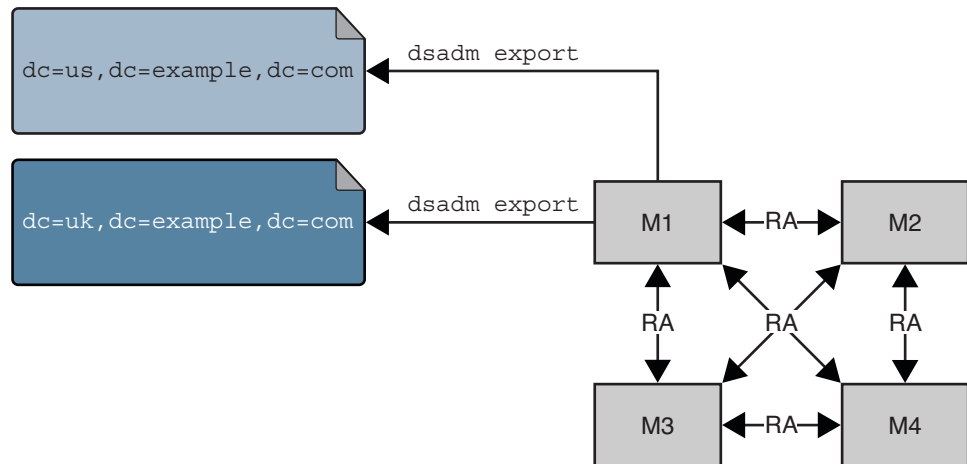 dc=us,dc=example,dc=com
dsadm export
dc=uk,dc=example,dc=com
dsadm export
M1
RA
M2
RA
RA
RA
M3
RA
M4